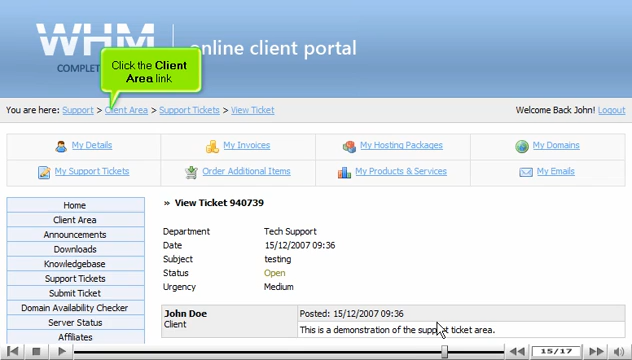 WHM
COMPLET
online client portal
Click the Client
Area link
You are here: Support > Client Area > Support Tickets > View Ticket
Welcome Back John! Logout
My Details
My Invoices
My Hosting Packages
My Domains
My Support Tickets
Order Additional Items
My Products & Services
My Emails
Home
Client Area
Announcements
Downloads
Knowledgebase
Support Tickets
Submit Ticket
Domain Availability Checker
Server Status
Affiliates
» View Ticket 940739
Department Tech Support
Date 15/12/2007 09:36
Subject testing
Status Open
Urgency Medium
John Doe
Client
Posted: 15/12/2007 09:36
This is a demonstration of the support ticket area.
15/17